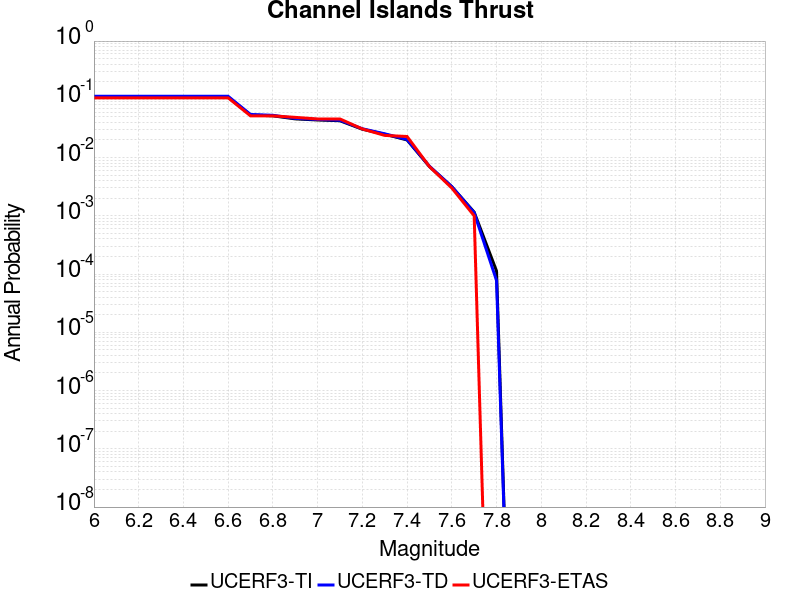 Channel Islands Thrust
10^0
10^-1
10^-2
10^-3
10^-4
10^-5
10^-6
10^-7
10^-8
Annual Probability
6 6.2 6.4 6.6 6.8 7 7.2 7.4 7.6 7.8 8 8.2 8.4 8.6 8.8 9
Magnitude
UCERF3-TI UCERF3-TD UCERF3-ETAS